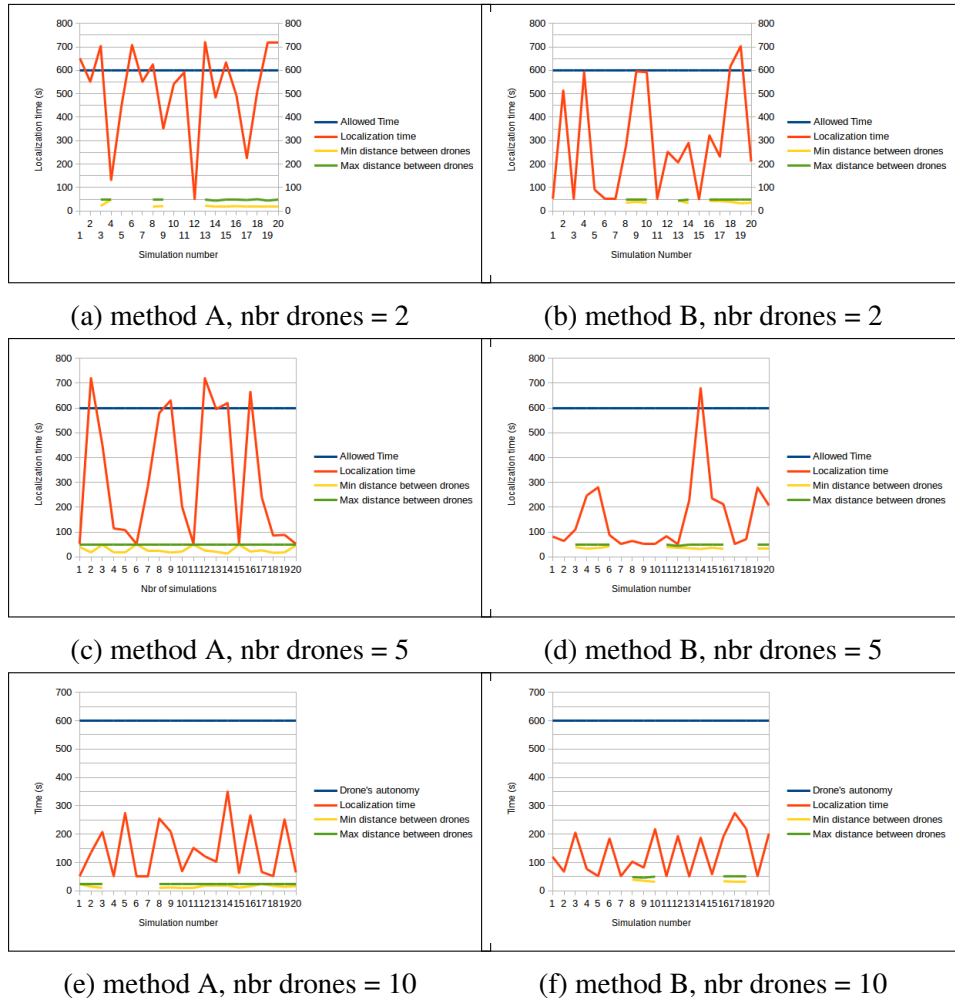 800 800
700 700
600 600
500 500
400 400
300 300
200 200
100 100
0 0
Localization time (s)
2 4 6 8 10 12 14 16 18 20
1 3 5 7 9 11 13 15 17 19
Simulation number
Allowed Time
Localization time
Min distance between drones
Max distance between drones
(a) method A, nbr drones = 2
800
700
600
500
400
300
200
100
0
Localization time (s)
2 4 6 8 10 12 14 16 18 20
1 3 5 7 9 11 13 15 17 19
Simulation Number
Allowed Time
Localization time
Min distance between drones
Max distance between drones
(b) method B, nbr drones = 2
800
700
600
500
400
300
200
100
0
Localization time (s)
1 2 3 4 5 6 7 8 9 10 11 12 13 14 15 16 17 18 19 20
Nbr of simulations
Allowed Time
Localization time
Min distance between drones
Max distance between drones
(c) method A, nbr drones = 5
800
700
600
500
400
300
200
100
0
Localization time (s)
1 2 3 4 5 6 7 8 9 10 11 12 13 14 15 16 17 18 19 20
Simulation number
Allowed Time
Localization time
Min distance between drones
Max distance between drones
(d) method B, nbr drones = 5
700
600
500
400
300
200
100
0
Time (s)
1 2 3 4 5 6 7 8 9 10 11 12 13 14 15 16 17 18 19 20
Simulation number
Drone's autonomy
Localization time
Min distance between drones
Max distance between drones
(e) method A, nbr drones = 10
700
600
500
400
300
200
100
0
Time (s)
1 2 3 4 5 6 7 8 9 10 11 12 13 14 15 16 17 18 19 20
Simulation number
Drone's autonomy
Localization time
Min distance between drones
Max distance between drones
(f) method B, nbr drones = 10